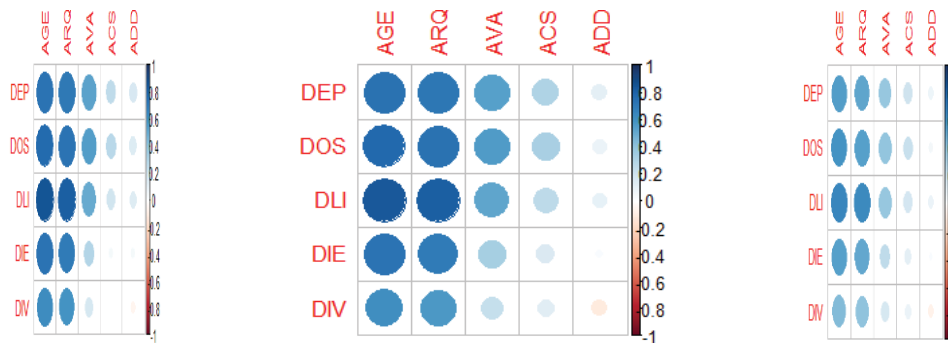 AGE ARQ AVA ACS ADD
DEP
DOS
DLI
DIE
DIV
1
0.8
0.6
0.4
0.2
0
-0.2
-0.4
-0.6
-0.8
-1
AGE ARQ AVA ACS ADD
DEP
DOS
DLI
DIE
DIV
1
0.8
0.6
0.4
0.2
0
-0.2
-0.4
-0.6
-0.8
-1
AGE ARQ AVA ACS ADD
DEP
DOS
DLI
DIE
DIV